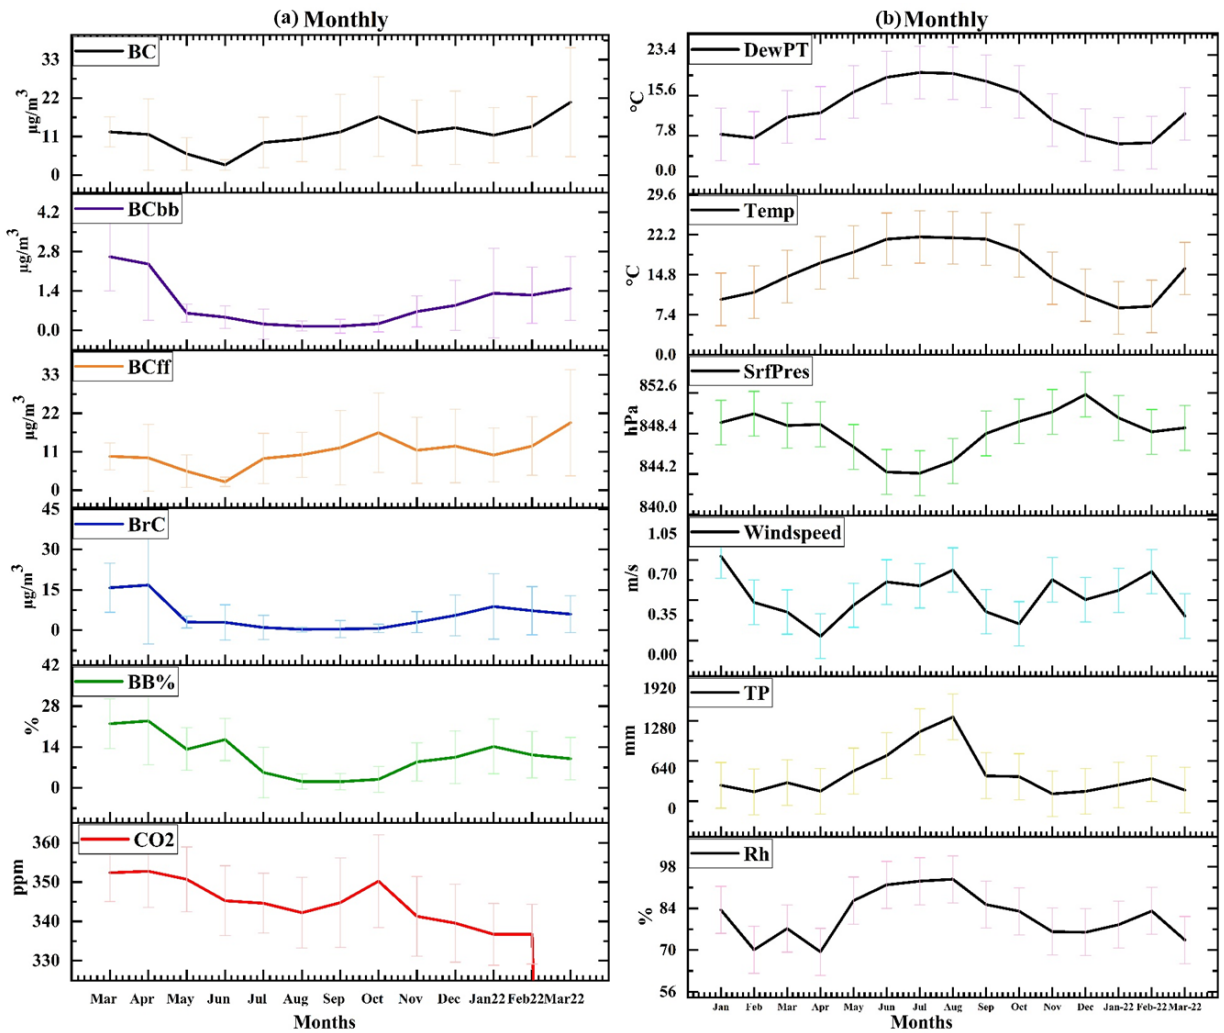 (a) Monthly
BC
33
22
11
0
µg/m3
BCbb
4.2
2.8
1.4
0.0
µg/m3
BCff
33
22
11
0
µg/m3
BrC
45
30
15
0
µg/m3
BB%
42
28
14
0
%
CO2
360
350
340
330
ppm
Mar Apr May Jun Jul Aug Sep Oct Nov Dec Jan22 Feb22 Mar22
Months
(b) Monthly
DewPT
23.4
15.6
7.8
0.0
°C
Temp
29.6
22.2
14.8
7.4
0.0
°C
SrfPres
852.6
848.4
844.2
840.0
hPa
Windspeed
1.05
0.70
0.35
0.00
m/s
TP
1920
1280
640
0
mm
Rh
98
84
70
56
%
Jan Feb Mar Apr May Jun Jul Aug Sep Oct Nov Dec Jan-22 Feb-22 Mar-22
Months